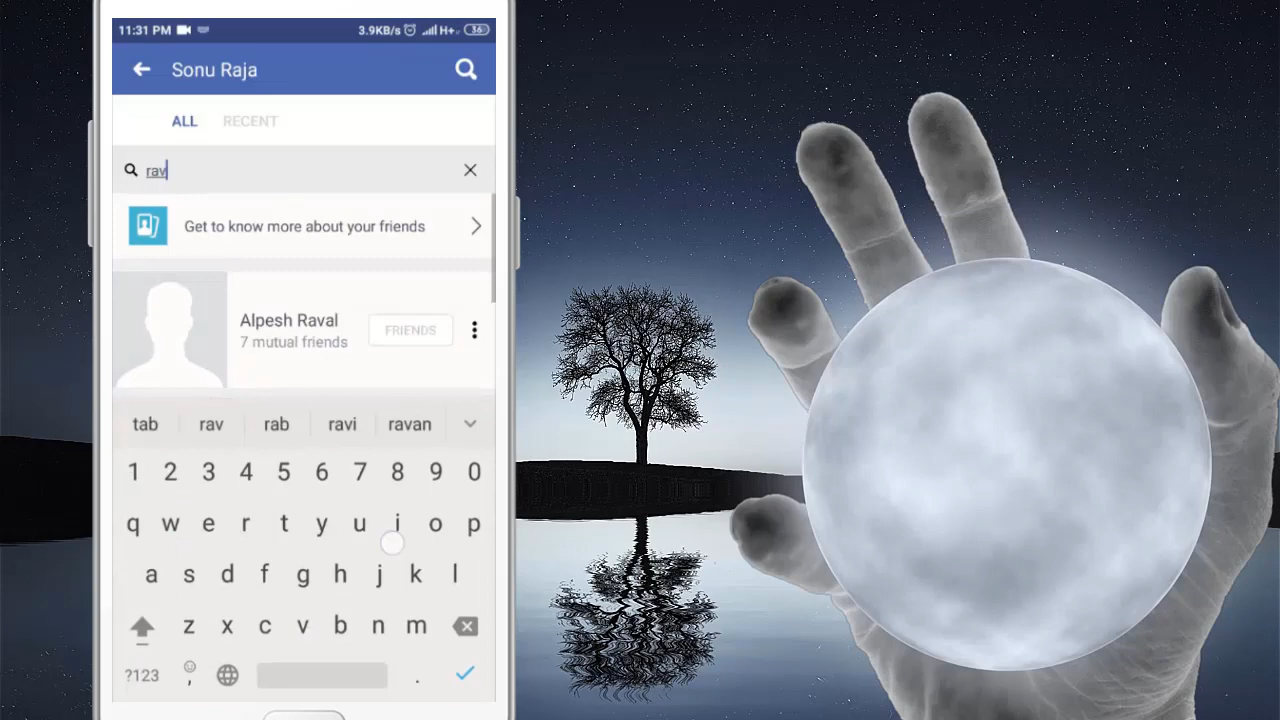 11:31 PM 3.9KB/s H+ 36
Sonu Raja
ALL RECENT
rav
Get to know more about your friends
Alpesh Raval
7 mutual friends
FRIENDS
tab rav rab ravi ravan
1 2 3 4 5 6 7 8 9 0
q w e r t y u i o p
a s d f g h j k l
z x c v b n m
?123 , .